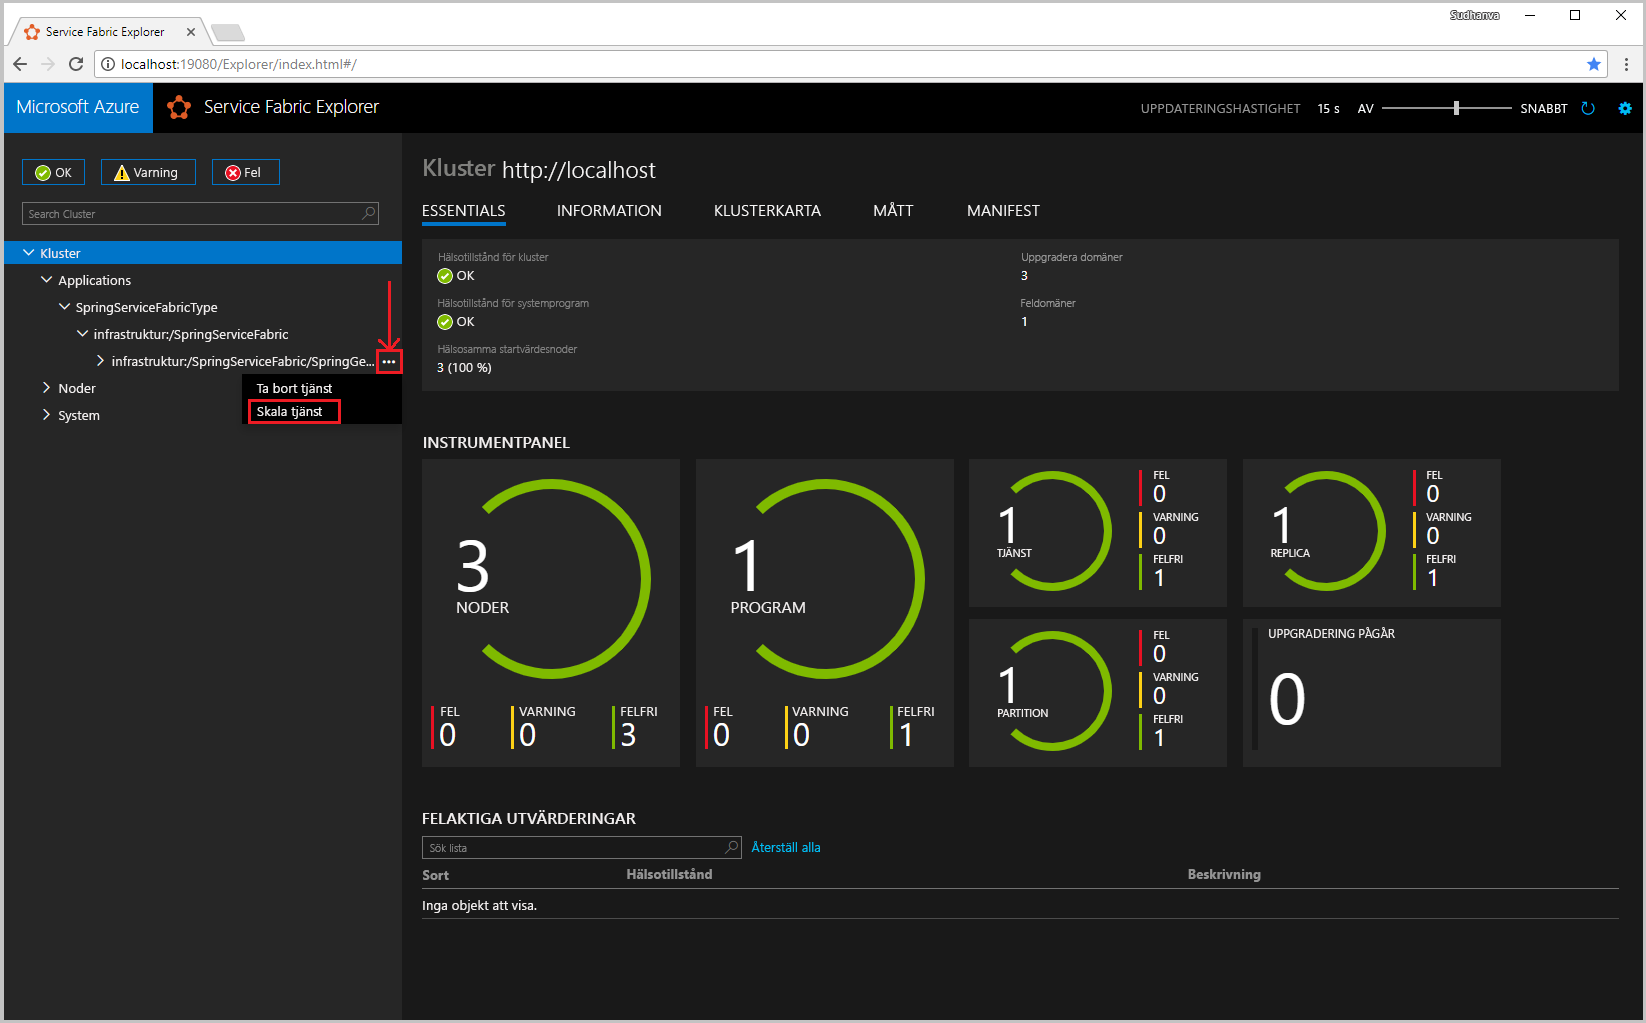 Sudhanva
Service Fabric Explorer
localhost:19080/Explorer/index.html#/
Microsoft Azure
Service Fabric Explorer
UPPDATERINGSHASTIGHET 15 s AV SNABBT
OK Varning Fel
Search Cluster
Kluster
Applications
SpringServiceFabricType
infrastruktur:/SpringServiceFabric
infrastruktur:/SpringServiceFabric/SpringGe...
Ta bort tjänst
Skala tjänst
Noder
System
Kluster http://localhost
ESSENTIALS INFORMATION KLUSTERKARTA MÅTT MANIFEST
Hälsotillstånd för kluster
OK
Hälsotillstånd för systemprogram
OK
Hälsosamma startvärdesnoder
3 (100 %)
Uppgradera domäner
3
Feldomäner
1
INSTRUMENTPANEL
3
NODER
FEL
0
VARNING
0
FELFRI
3
1
PROGRAM
FEL
0
VARNING
0
FELFRI
1
1
TJÄNST
FEL
0
VARNING
0
FELFRI
1
1
REPLICA
FEL
0
VARNING
0
FELFRI
1
1
PARTITION
FEL
0
VARNING
0
FELFRI
1
UPPGRADERING PÅGÅR
0
FELAKTIGA UTVÄRDERINGAR
Sök lista
Återställ alla
Sort Hälsotillstånd Beskrivning
Inga objekt att visa.